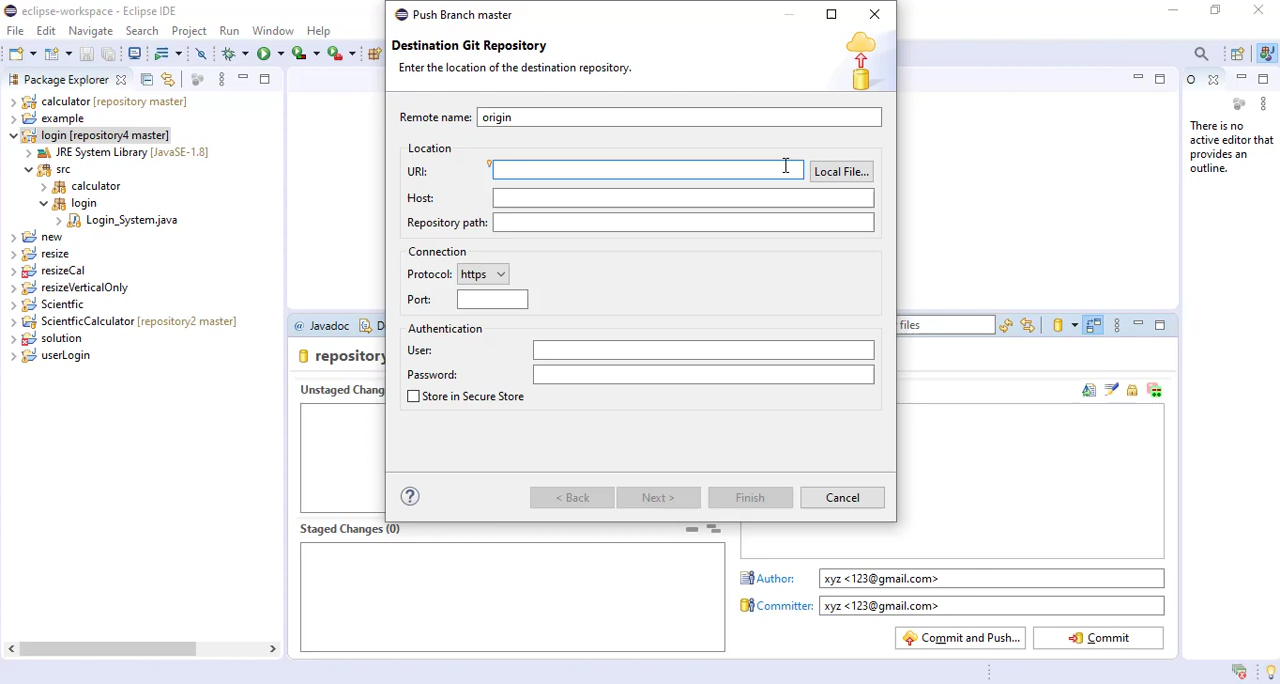 eclipse-workspace - Eclipse IDE
File Edit Navigate Search Project Run Window Help
Package Explorer
calculator [repository master]
example
login [repository4 master]
JRE System Library [JavaSE-1.8]
src
calculator
login
Login_System.java
new
resize
resizeCal
resizeVerticalOnly
Scientfic
ScientficCalculator [repository2 master]
solution
userLogin
Push Branch master
Destination Git Repository
Enter the location of the destination repository.
Remote name: origin
Location
URI: Local File...
Host:
Repository path:
Connection
Protocol: https
Port:
Authentication
User:
Password:
Store in Secure Store
< Back Next > Finish Cancel
O
There is no
active editor that
provides an
outline.
@ Javadoc D
files
repository
Unstaged Chang
Staged Changes (0)
Author: xyz <123@gmail.com>
Committer: xyz <123@gmail.com>
Commit and Push... Commit